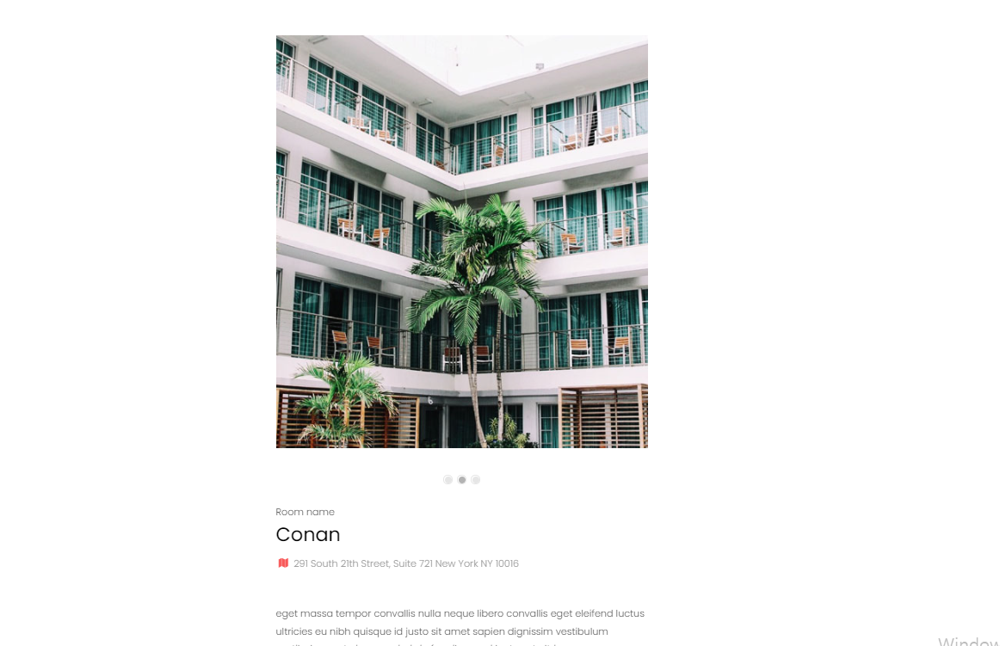 Room name
Conan
291 South 21th Street, Suite 721 New York NY 10016
eget massa tempor convallis nulla neque libero convallis eget eleifend luctus
ultricies eu nibh quisque id justo sit amet sapien dignissim vestibulum
Window